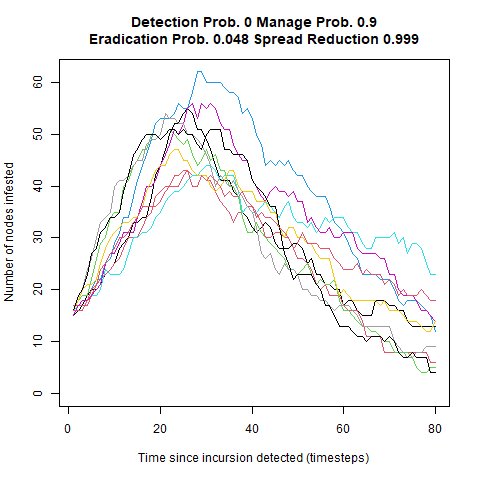 Detection Prob. 0 Manage Prob. 0.9
Eradication Prob. 0.048 Spread Reduction 0.999
Number of nodes infested
60
50
40
30
20
10
0
0 20 40 60 80
Time since incursion detected (timesteps)